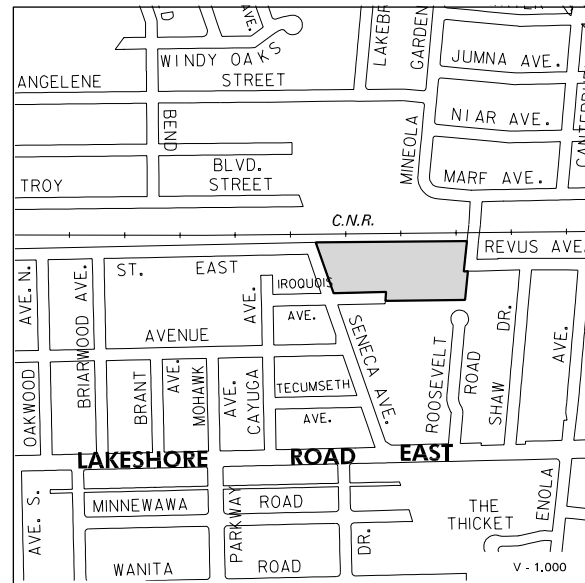 D
AVE.
LAKEB
GARDEN
WINDY OAKS
JUMNA AVE.
ANGELENE
STREET
NIAR AVE.
BEND
CANTERBU
MINEOLA
BLVD.
TROY
STREET
MARF AVE.
C.N.R.
REVUS AVE.
ST.
EAST
IROQUOIS
AVE. N.
BRIARWOOD AVE.
AVE.
AVE.
DR.
AVENUE
SENECA AVE.
AVE.
OAKWOOD
BRANT
AVE.
MOHAWK
AVE.
CAYUGA
TECUMSETH
ROOSEVELT
ROAD
SHAW
AVE.
LAKESHORE ROAD EAST
MINNEWAWA ROAD
AVE. S.
PARKWAY
DR.
THE
THICKET
ENOLA
WANITA ROAD
V - 1.000